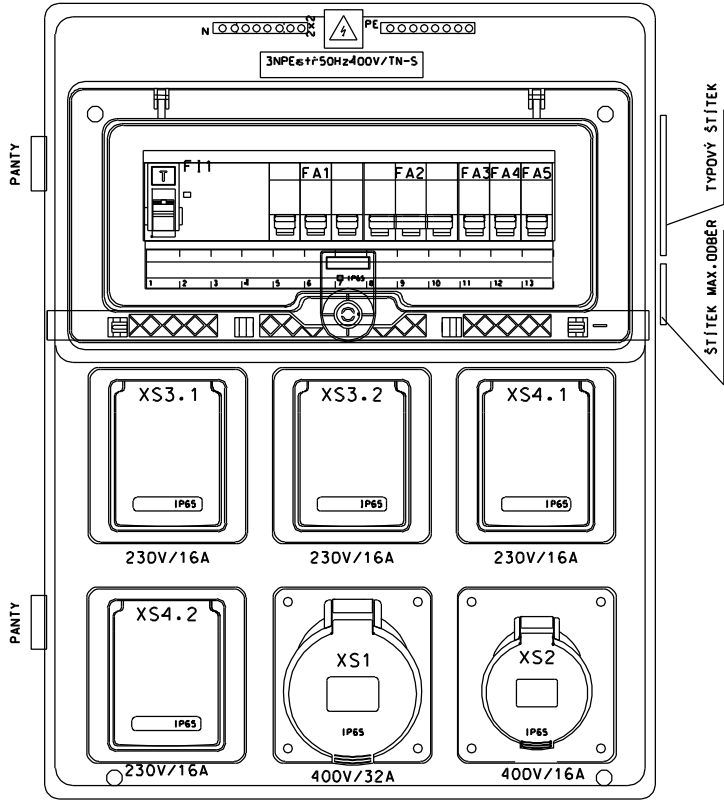 N 2x2 PE
3NPEstř50Hz400V/TN-S
TYPOVÝ ŠTÍTEK
PANTY
T FI1 FA1 FA2 FA3 FA4 FA5
IP65
1 2 3 4 5 6 7 8 9 10 11 12 13
ŠTÍTEK MAX.ODBĚR
XS3.1 XS3.2 XS4.1
IP65 IP65 IP65
230V/16A 230V/16A 230V/16A
PANTY
XS4.2 XS1 XS2
IP65 IP65 IP65
230V/16A 400V/32A 400V/16A